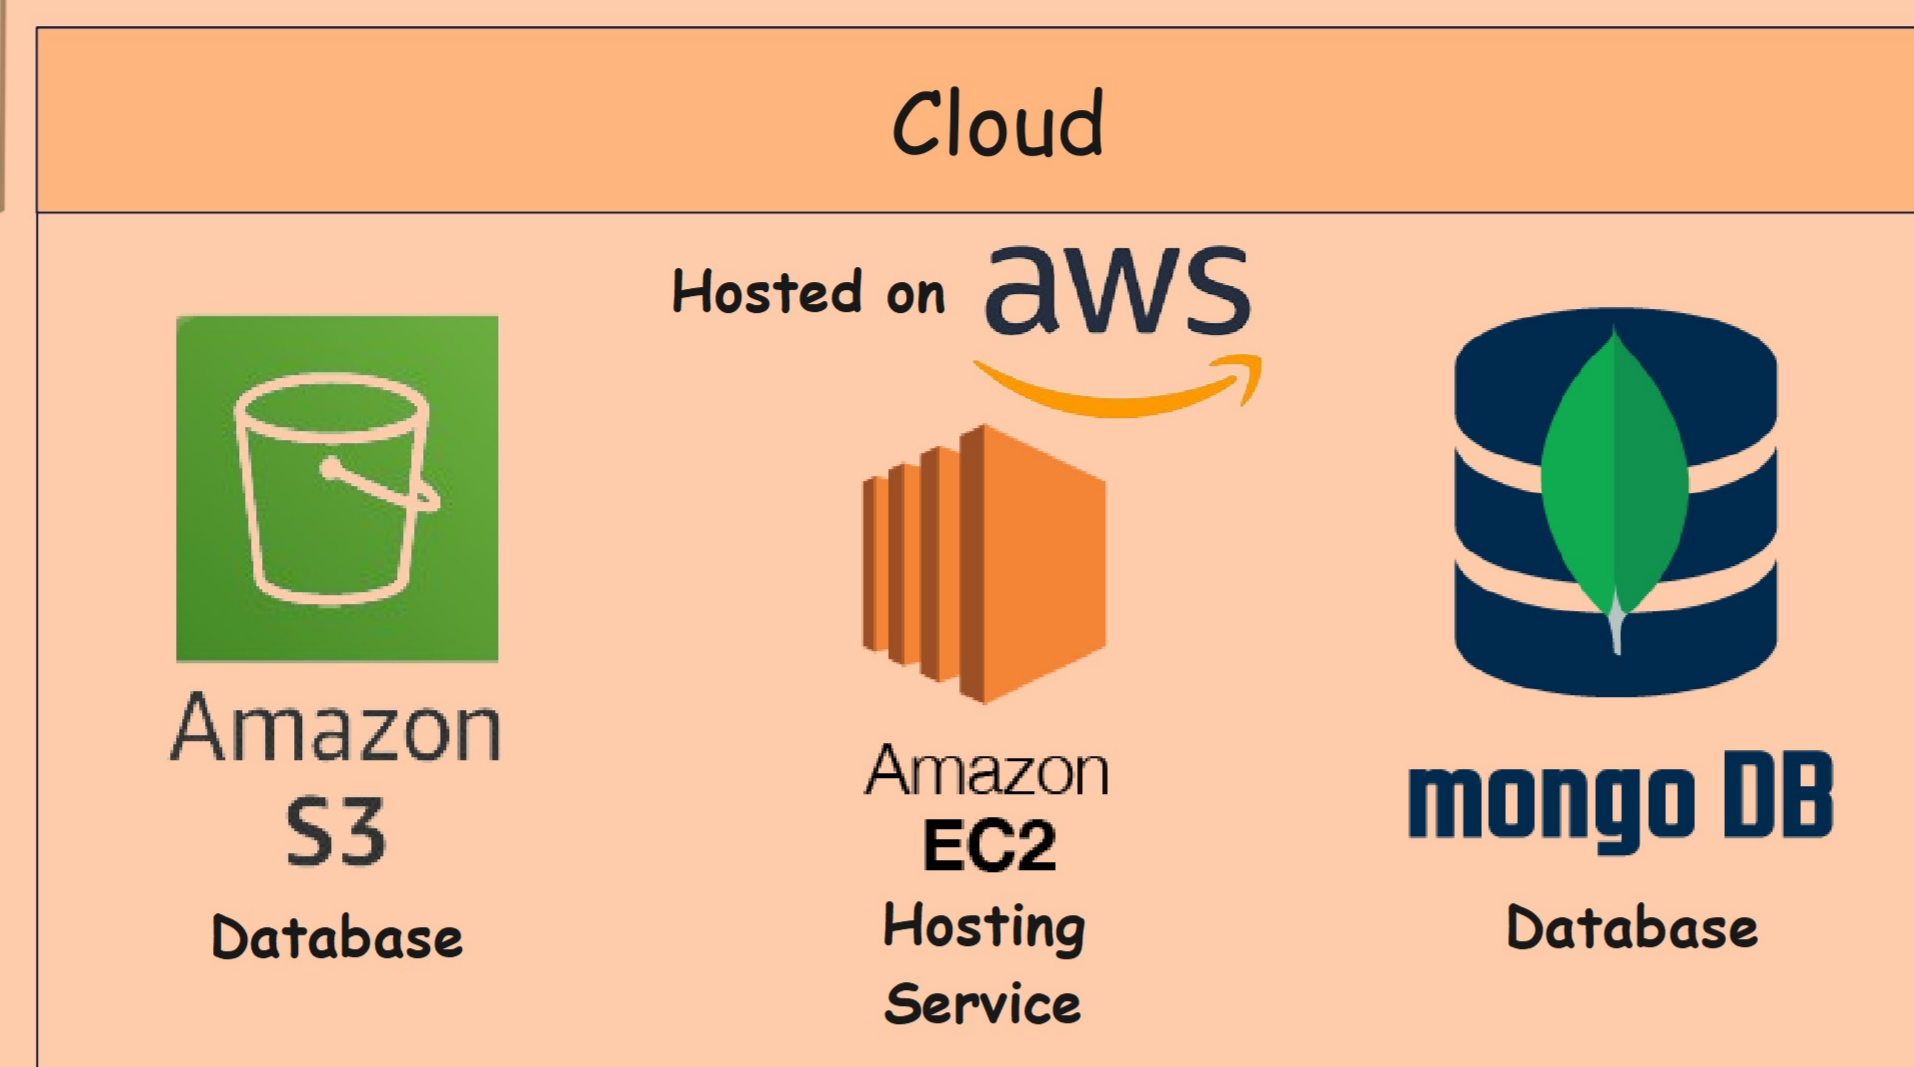 Cloud
Hosted on aws
Amazon
S3
Database
Amazon
EC2
Hosting
Service
mongo DB
Database